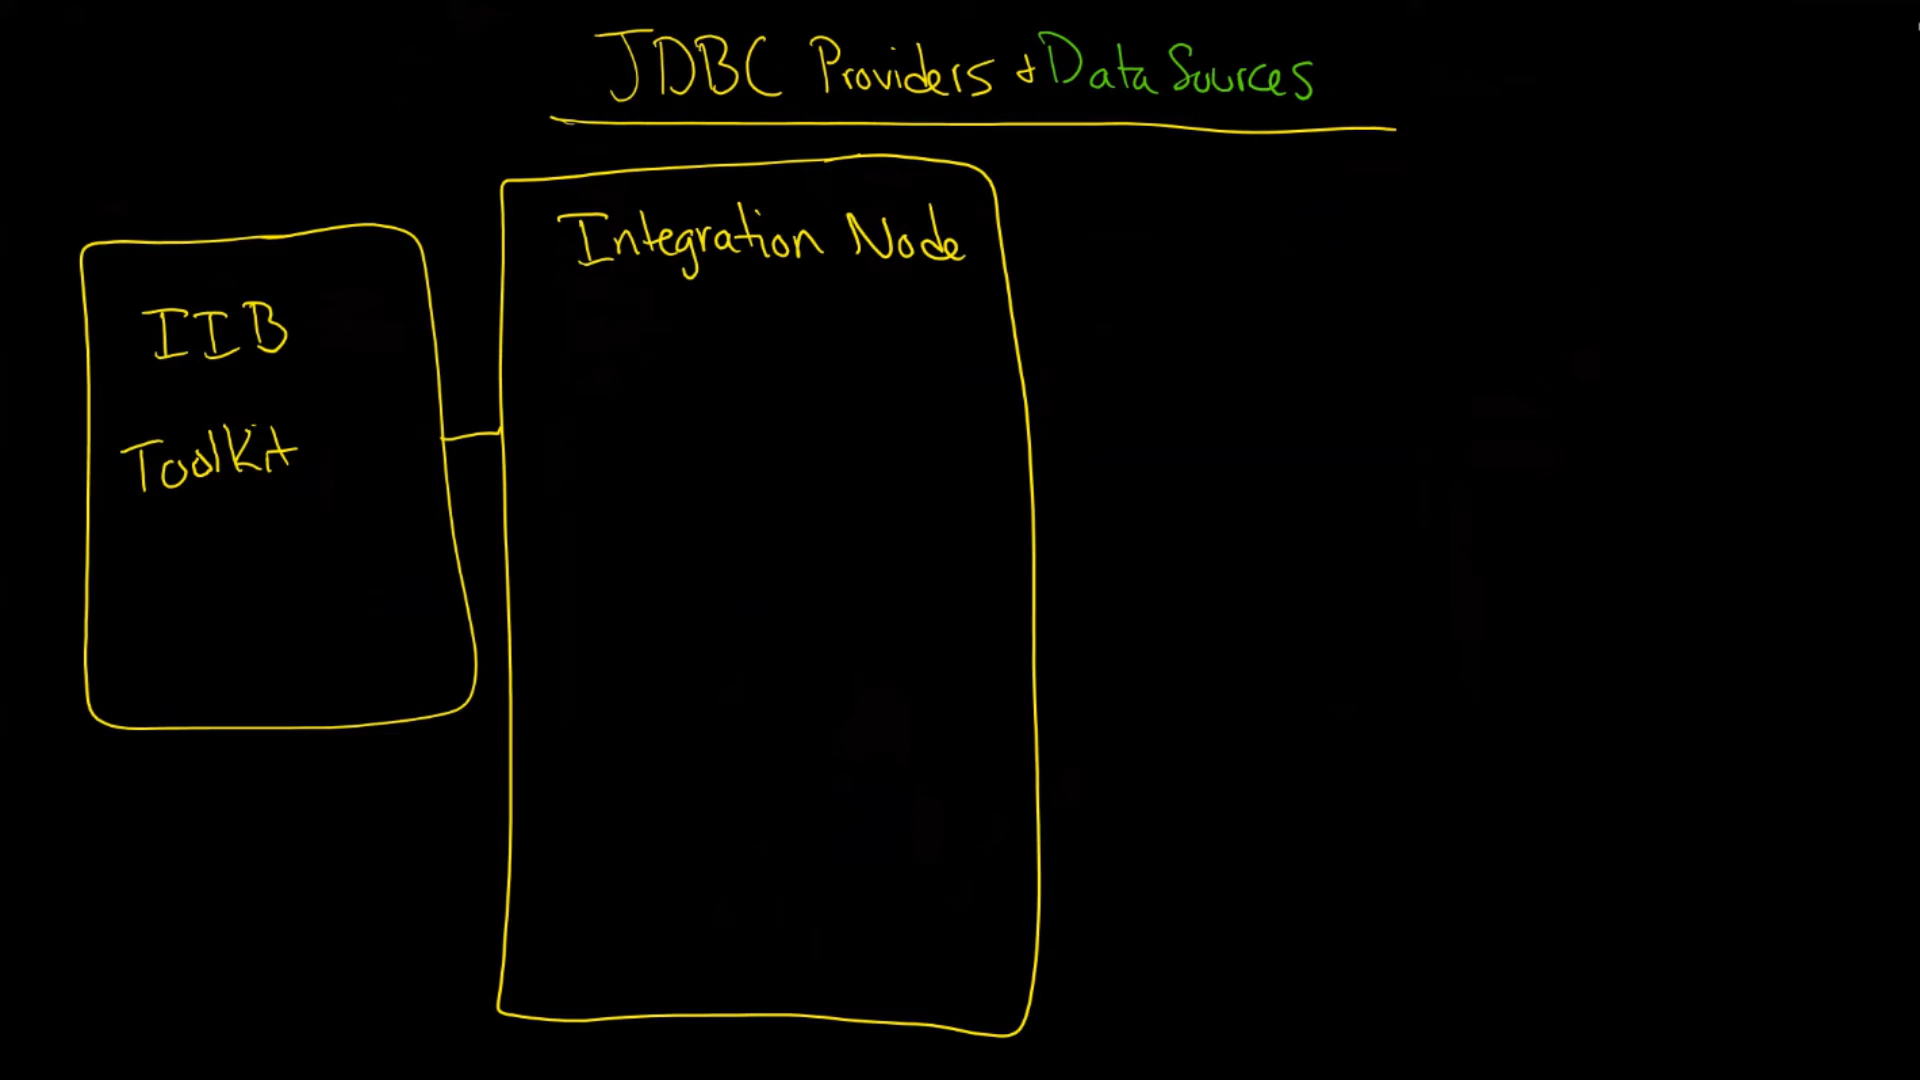 JDBC Providers & Data Sources
Integration Node
IIB
Toolkit